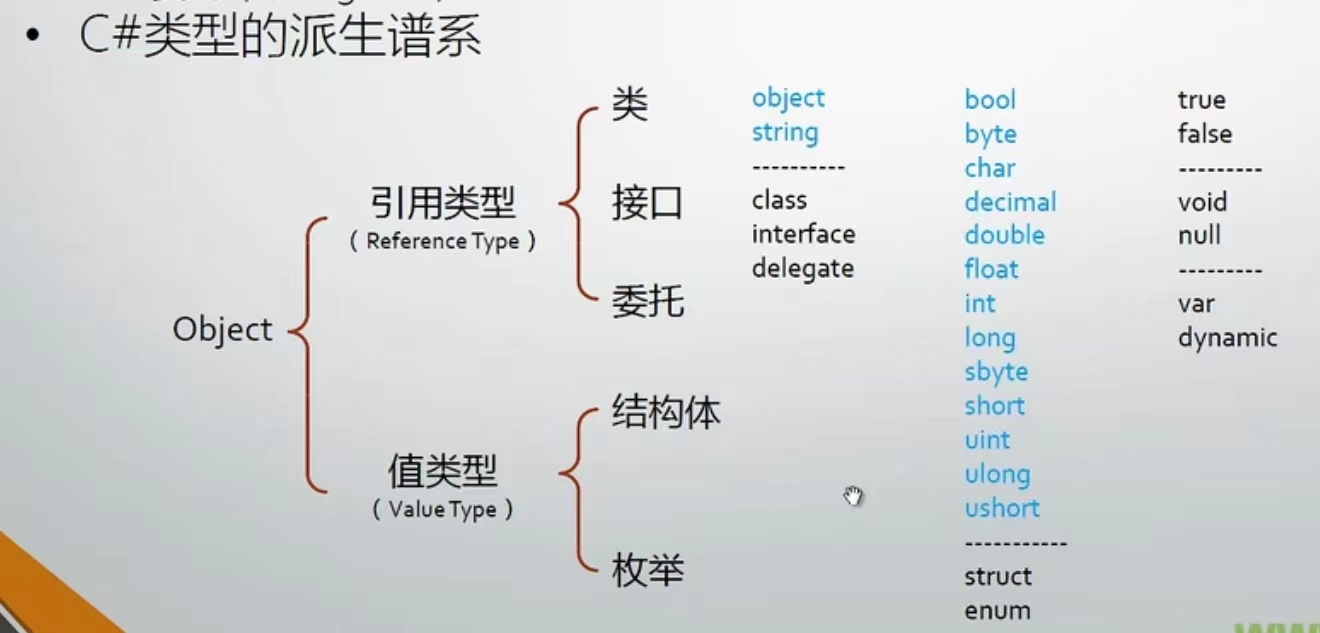 • C#类型的派生谱系
Object
引用类型
( Reference Type )
类
接口
委托
值类型
( Value Type )
结构体
枚举
object
string
----------
class
interface
delegate
bool
byte
char
decimal
double
float
int
long
sbyte
short
uint
ulong
ushort
-----------
struct
enum
true
false
---------
void
null
---------
var
dynamic